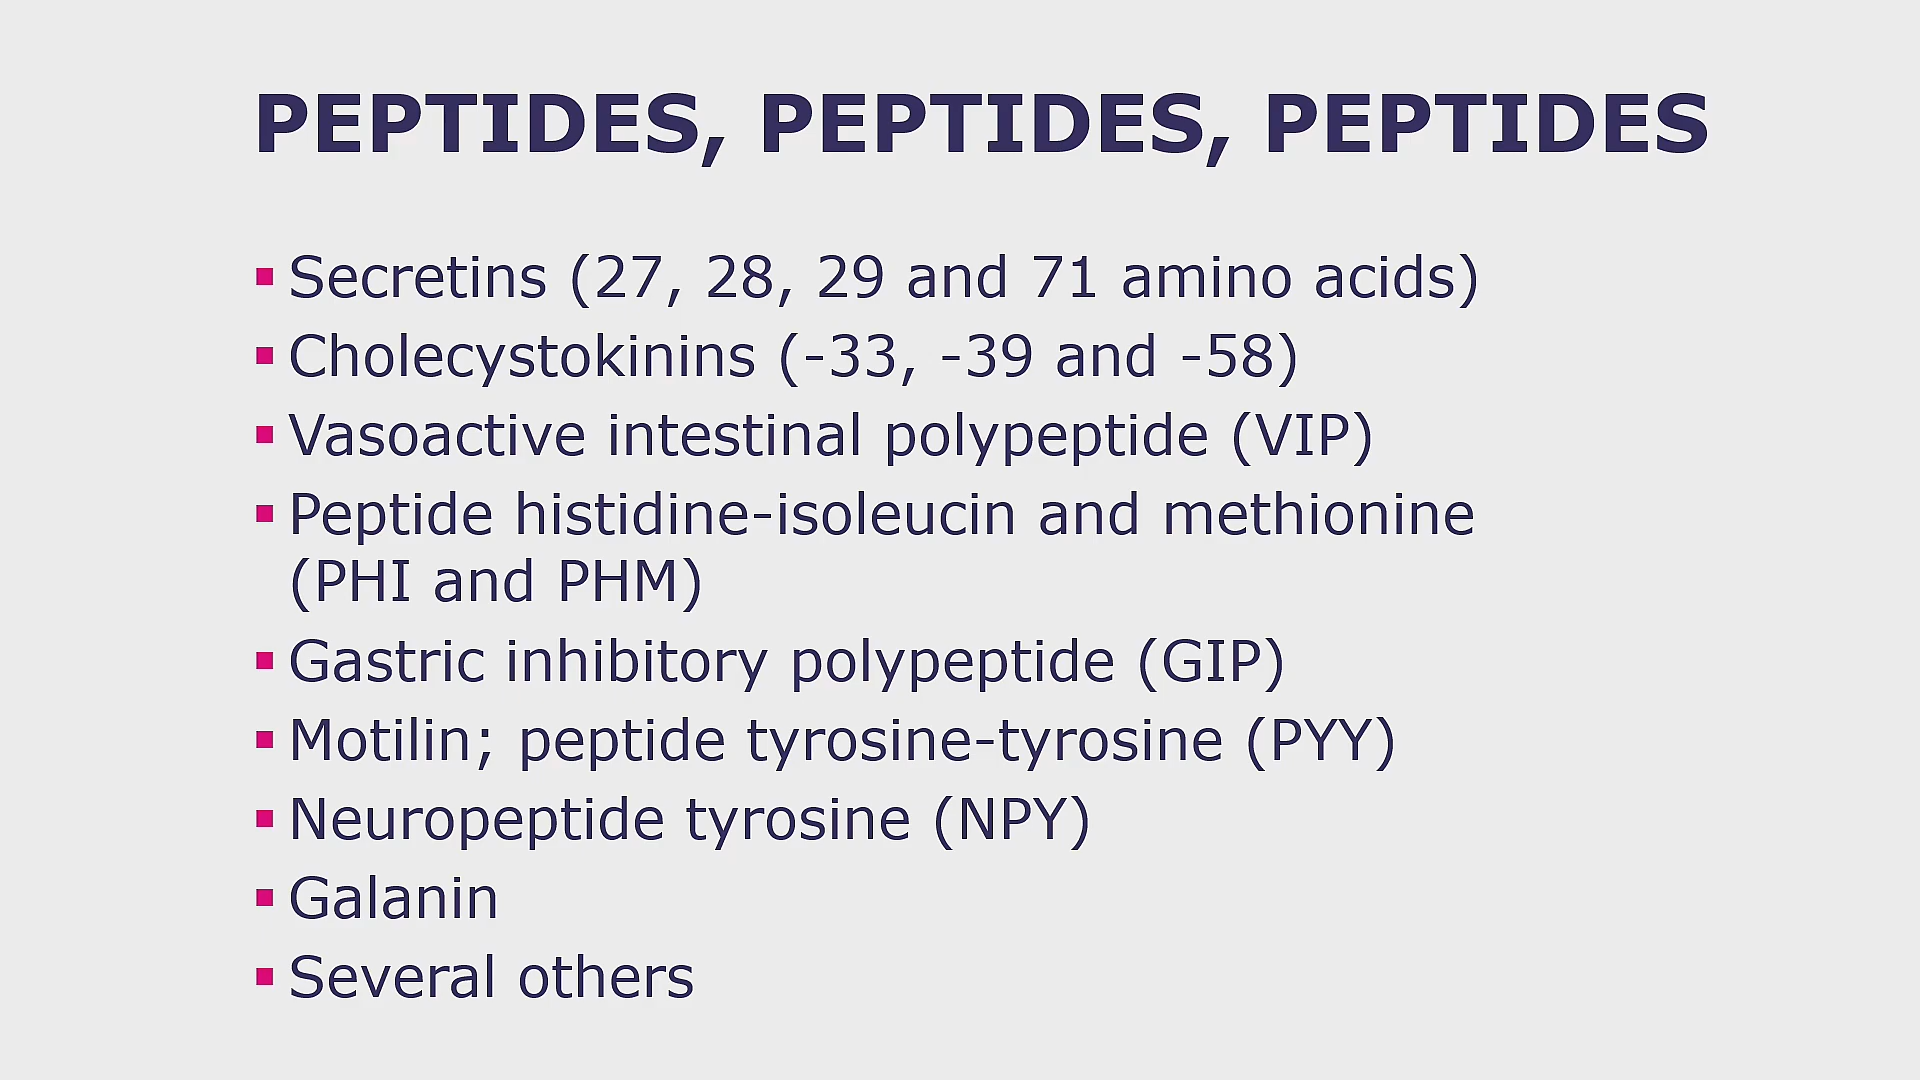 PEPTIDES, PEPTIDES, PEPTIDES
▪ Secretins (27, 28, 29 and 71 amino acids)
▪ Cholecystokinins (-33, -39 and -58)
▪ Vasoactive intestinal polypeptide (VIP)
▪ Peptide histidine-isoleucin and methionine
(PHI and PHM)
▪ Gastric inhibitory polypeptide (GIP)
▪ Motilin; peptide tyrosine-tyrosine (PYY)
▪ Neuropeptide tyrosine (NPY)
▪ Galanin
▪ Several others